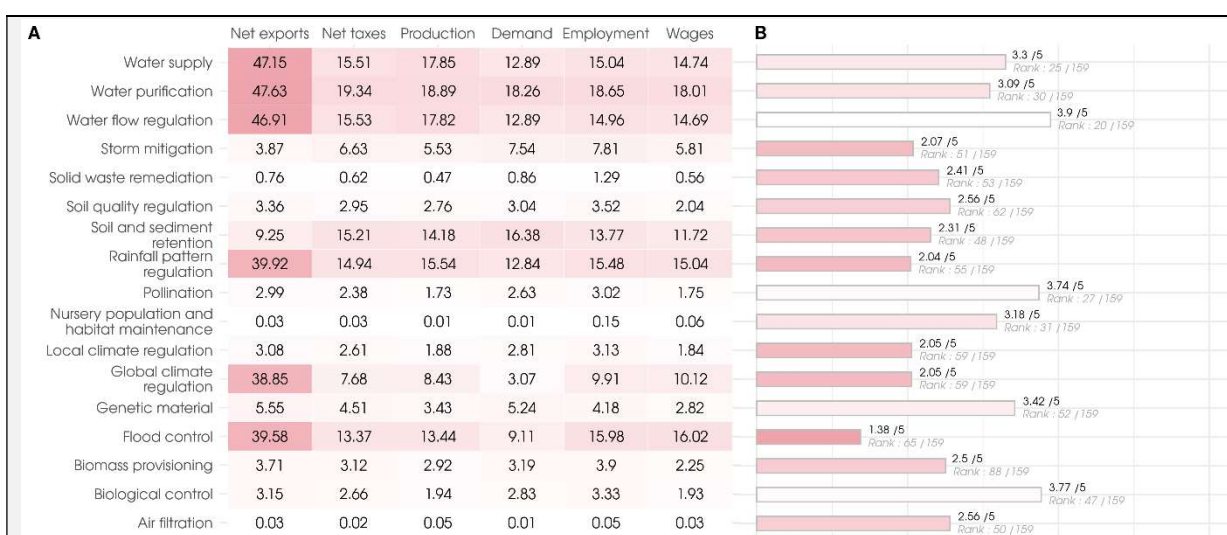 A
B
Net exports Net taxes Production Demand Employment Wages
Water supply 47.15 15.51 17.85 12.89 15.04 14.74 3.3 /5
Rank : 25 / 159
Water purification 47.63 19.34 18.89 18.26 18.65 18.01 3.09 /5
Rank : 30 / 159
Water flow regulation 46.91 15.53 17.82 12.89 14.96 14.69 3.9 /5
Rank : 20 / 159
Storm mitigation 3.87 6.63 5.53 7.54 7.81 5.81 2.07 /5
Rank : 51 / 159
Solid waste remediation 0.76 0.62 0.47 0.86 1.29 0.56 2.41 /5
Rank : 53 / 159
Soil quality regulation 3.36 2.95 2.76 3.04 3.52 2.04 2.56 /5
Rank : 62 / 159
Soil and sediment
retention 9.25 15.21 14.18 16.38 13.77 11.72 2.31 /5
Rank : 48 / 159
Rainfall pattern
regulation 39.92 14.94 15.54 12.84 15.48 15.04 2.04 /5
Rank : 55 / 159
Pollination 2.99 2.38 1.73 2.63 3.02 1.75 3.74 /5
Rank : 27 / 159
Nursery population and
habitat maintenance 0.03 0.03 0.01 0.01 0.15 0.06 3.18 /5
Rank : 31 / 159
Local climate regulation 3.08 2.61 1.88 2.81 3.13 1.84 2.05 /5
Rank : 59 / 159
Global climate
regulation 38.85 7.68 8.43 3.07 9.91 10.12 2.05 /5
Rank : 59 / 159
Genetic material 5.55 4.51 3.43 5.24 4.18 2.82 3.42 /5
Rank : 52 / 159
Flood control 39.58 13.37 13.44 9.11 15.98 16.02 1.38 /5
Rank : 65 / 159
Biomass provisioning 3.71 3.12 2.92 3.19 3.9 2.25 2.5 /5
Rank : 88 / 159
Biological control 3.15 2.66 1.94 2.83 3.33 1.93 3.77 /5
Rank : 47 / 159
Air filtration 0.03 0.02 0.05 0.01 0.05 0.03 2.56 /5
Rank : 50 / 159